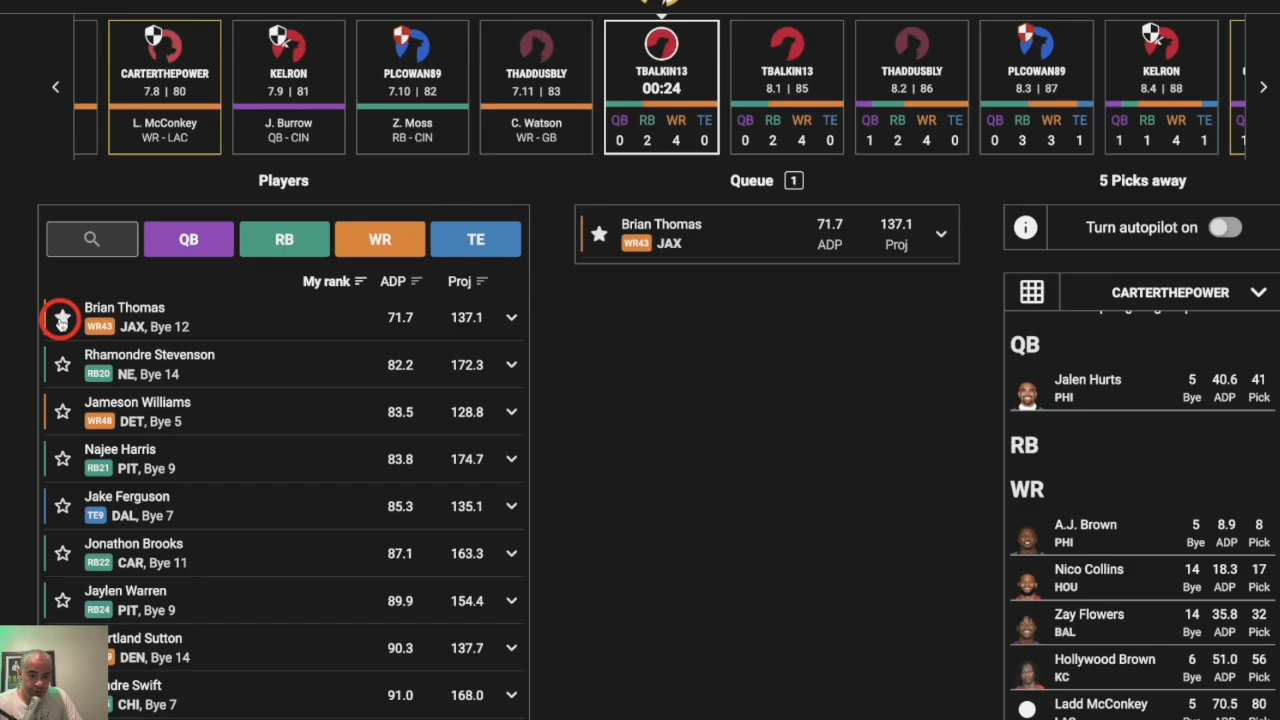 CARTERTHEPOWER
7.8 | 80
L. McConkey
WR - LAC
KELRON
7.9 | 81
J. Burrow
QB - CIN
PLCOWAN89
7.10 | 82
Z. Moss
RB - CIN
THADDUSBLY
7.11 | 83
C. Watson
WR - GB
TBALKIN13
00:24
QB RB WR TE
0 2 4 0
TBALKIN13
8.1 | 85
QB RB WR TE
0 2 4 0
THADDUSBLY
8.2 | 86
QB RB WR TE
1 2 4 0
PLCOWAN89
8.3 | 87
QB RB WR TE
0 3 3 1
KELRON
8.4 | 88
QB RB WR TE
1 1 4 1
Players
Queue 1
5 Picks away
QB RB WR TE
My rank ADP Proj
Brian Thomas
WR43 JAX, Bye 12
71.7 137.1
Rhamondre Stevenson
RB20 NE, Bye 14
82.2 172.3
Jameson Williams
WR48 DET, Bye 5
83.5 128.8
Najee Harris
RB21 PIT, Bye 9
83.8 174.7
Jake Ferguson
TE9 DAL, Bye 7
85.3 135.1
Jonathon Brooks
RB22 CAR, Bye 11
87.1 163.3
Jaylen Warren
RB24 PIT, Bye 9
89.9 154.4
rtland Sutton
DEN, Bye 14
90.3 137.7
ndre Swift
CHI, Bye 7
91.0 168.0
Brian Thomas
WR43 JAX
71.7 137.1
ADP Proj
Turn autopilot on
CARTERTHEPOWER
QB
Jalen Hurts 5 40.6 41
PHI Bye ADP Pick
RB
WR
A.J. Brown 5 8.9 8
PHI Bye ADP Pick
Nico Collins 14 18.3 17
HOU Bye ADP Pick
Zay Flowers 14 35.8 32
BAL Bye ADP Pick
Hollywood Brown 6 51.0 56
KC Bye ADP Pick
Ladd McConkey 5 70.5 80